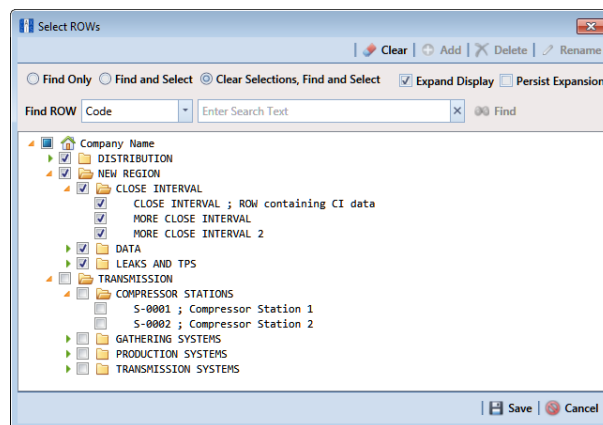 Select ROWs
Clear Add Delete Rename
Find Only Find and Select Clear Selections, Find and Select Expand Display Persist Expansion
Find ROW Code Enter Search Text Find
Company Name
DISTRIBUTION
NEW REGION
CLOSE INTERVAL
CLOSE INTERVAL ; ROW containing CI data
MORE CLOSE INTERVAL
MORE CLOSE INTERVAL 2
DATA
LEAKS AND TPS
TRANSMISSION
COMPRESSOR STATIONS
S-0001 ; Compressor Station 1
S-0002 ; Compressor Station 2
GATHERING SYSTEMS
PRODUCTION SYSTEMS
TRANSMISSION SYSTEMS
Save Cancel